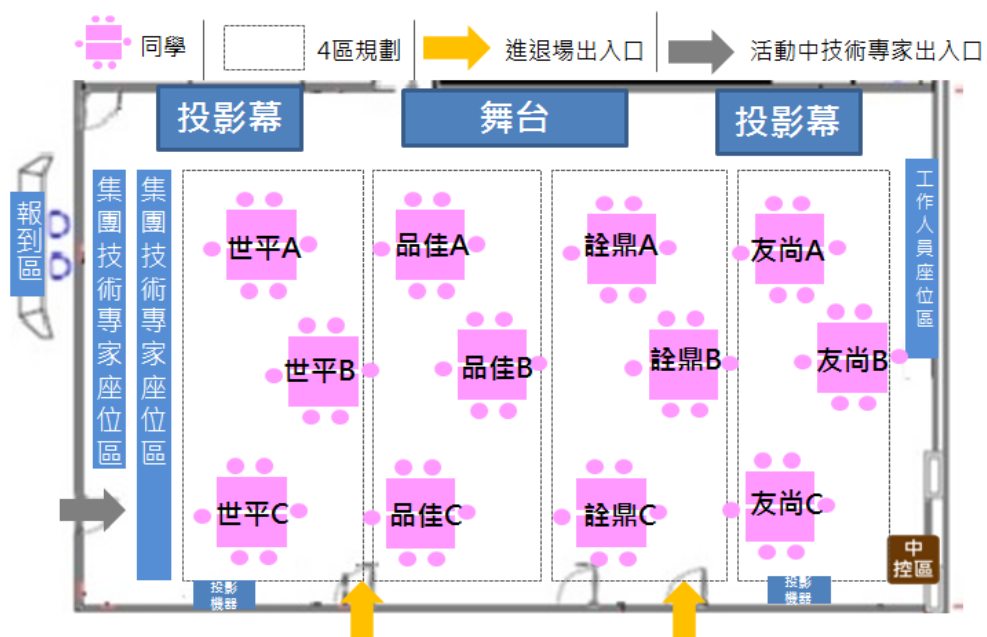 同學
4區規劃
進退場出入口
活動中技術專家出入口
投影幕
舞台
投影幕
報到區
集團技術專家座位區
集團技術專家座位區
工作人員座位區
世平A
品佳A
詮鼎A
友尚A
世平B
品佳B
詮鼎B
友尚B
世平C
品佳C
詮鼎C
友尚C
中
控區
投影
機器
投影
機器